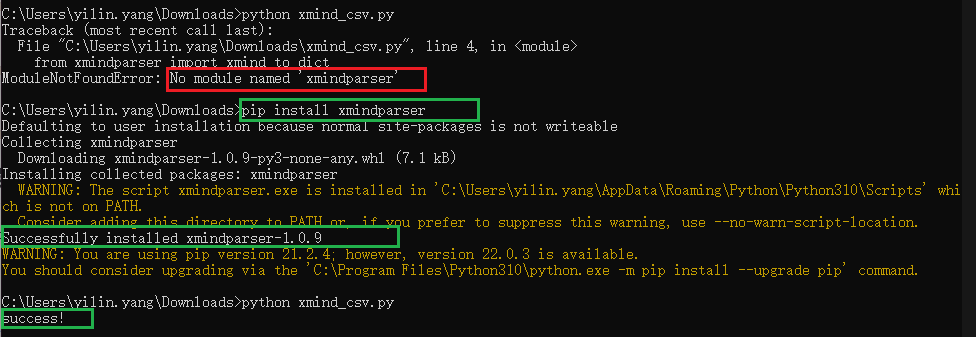 C:\Users\yilin.yang\Downloads>python xmind_csv.py
Traceback (most recent call last):
  File "C:\Users\yilin.yang\Downloads\xmind_csv.py", line 4, in <module>
    from xmindparser import xmind_to_dict
ModuleNotFoundError: No module named 'xmindparser'
C:\Users\yilin.yang\Downloads>pip install xmindparser
Defaulting to user installation because normal site-packages is not writeable
Collecting xmindparser
  Downloading xmindparser-1.0.9-py3-none-any.whl (7.1 kB)
Installing collected packages: xmindparser
  WARNING: The script xmindparser.exe is installed in 'C:\Users\yilin.yang\AppData\Roaming\Python\Python310\Scripts' whi
ch is not on PATH.
  Consider adding this directory to PATH or, if you prefer to suppress this warning, use --no-warn-script-location.
Successfully installed xmindparser-1.0.9
WARNING: You are using pip version 21.2.4; however, version 22.0.3 is available.
You should consider upgrading via the 'C:\Program Files\Python310\python.exe -m pip install --upgrade pip' command.
C:\Users\yilin.yang\Downloads>python xmind_csv.py
success!